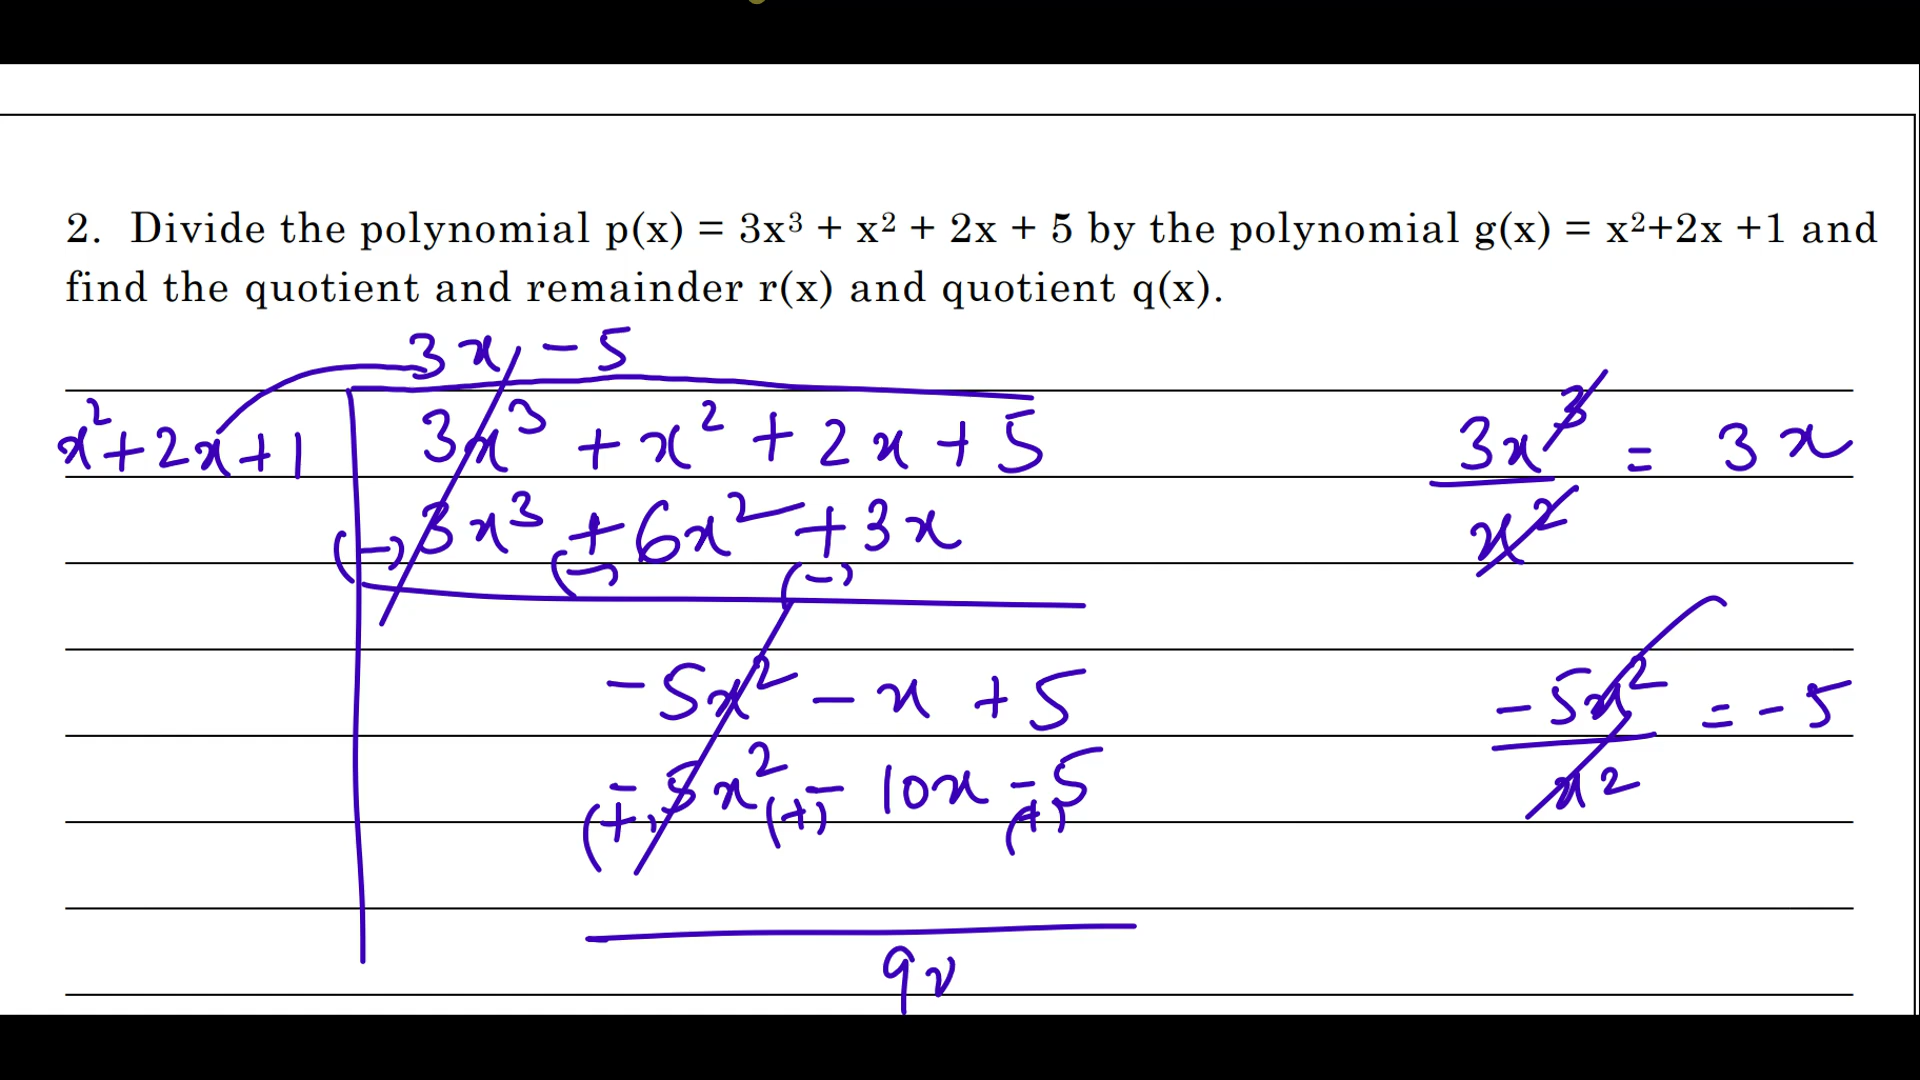 2. Divide the polynomial p(x) = 3x³ + x² + 2x + 5 by the polynomial g(x) = x²+2x +1 and
find the quotient and remainder r(x) and quotient q(x).
3x - 5
x²+2x+1 3x³ + x² + 2x + 5
3x³ + 6x² + 3x
(-) (-) (-)
3x³
x²
= 3x
-5x² - x + 5
-5x² - 10x - 5
(+) (+) (+)
-5x²
x²
= -5
9x